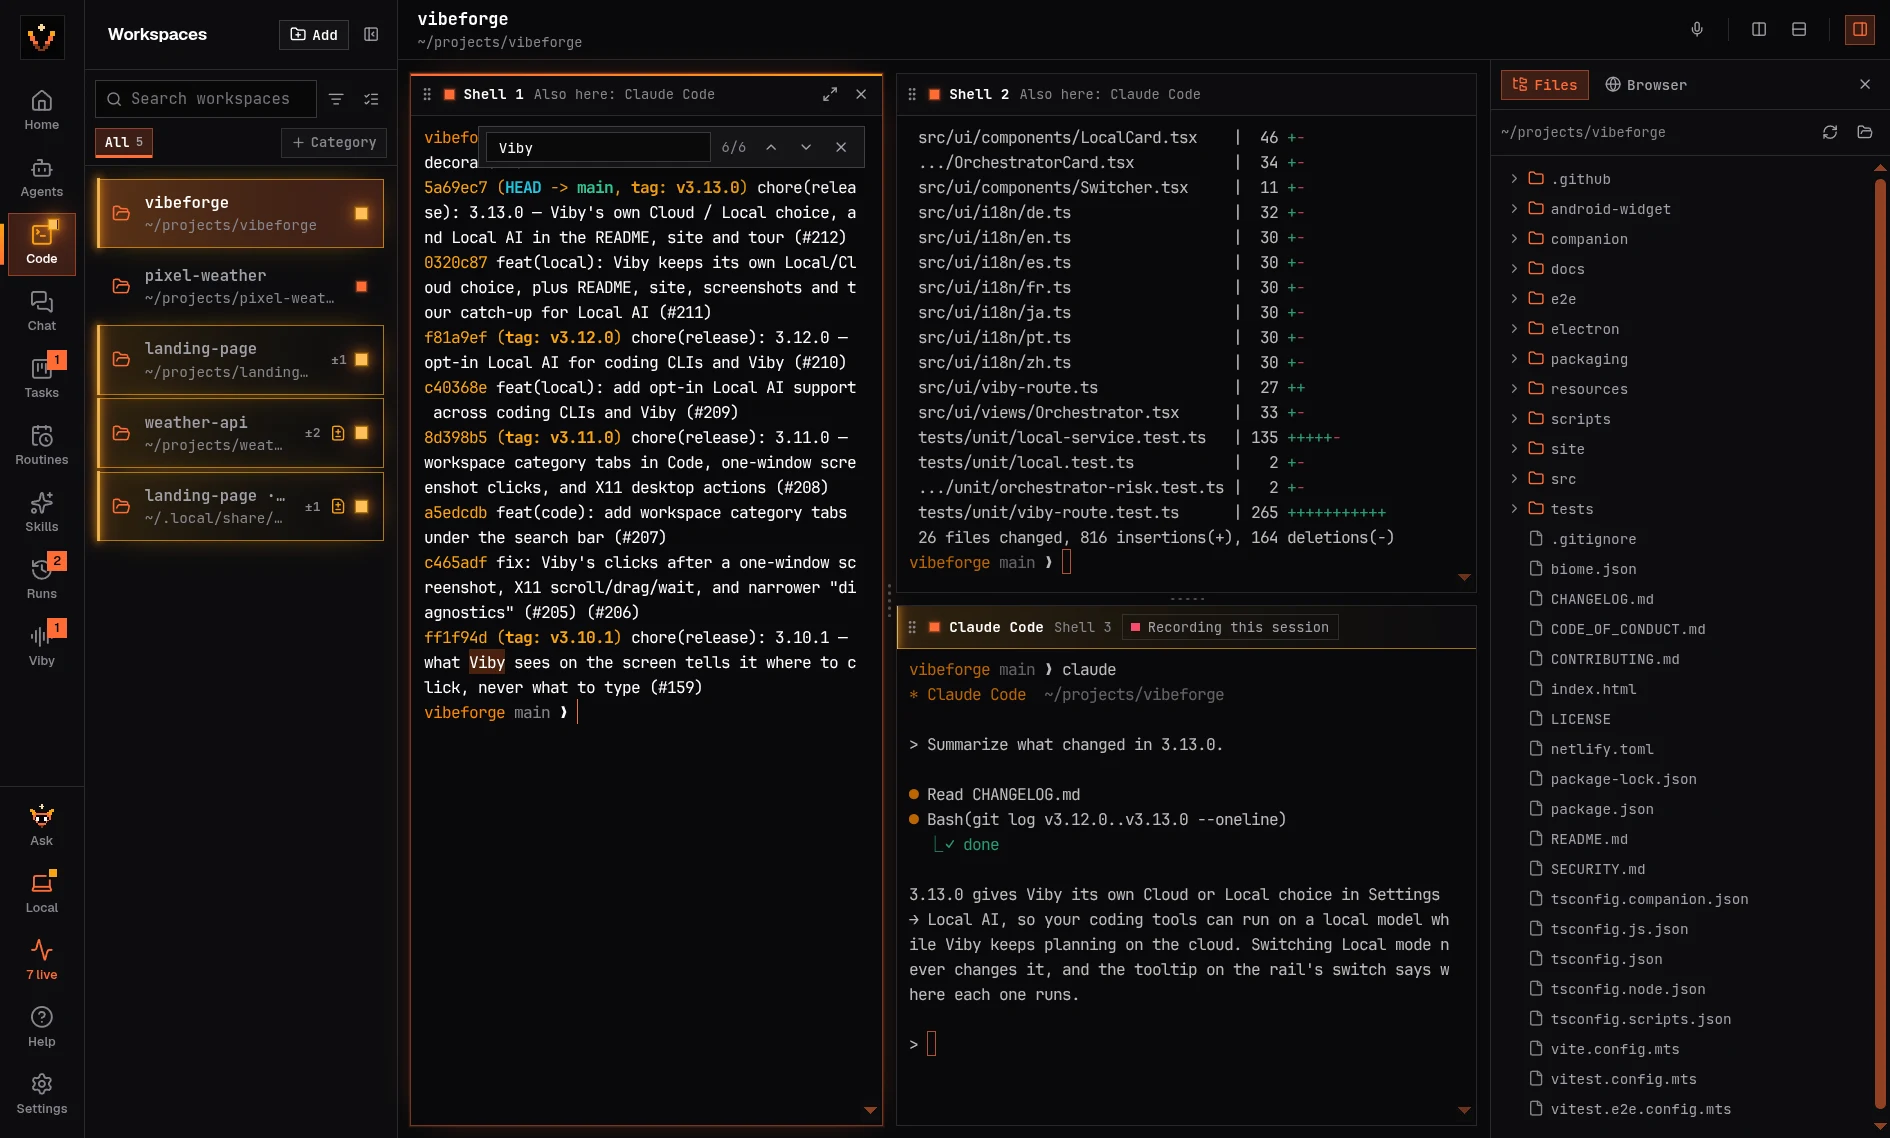 Home
Agents
Code
Chat
1
Tasks
Routines
Skills
2
Runs
1
Viby
Ask
Local
7 live
Help
Settings
Workspaces
Add
Search workspaces
All 5
+ Category
vibeforge
~/projects/vibeforge
pixel-weather
~/projects/pixel-weat…
landing-page
±1
~/projects/landing…
weather-api
±2
~/projects/weat…
landing-page ·…
±1
~/.local/share/…
vibeforge
~/projects/vibeforge
Shell 1 Also here: Claude Code
Viby
6/6
vibefo
decora
5a69ec7 (HEAD -> main, tag: v3.13.0) chore(relea
se): 3.13.0 — Viby's own Cloud / Local choice, a
nd Local AI in the README, site and tour (#212)
0320c87 feat(local): Viby keeps its own Local/Cl
oud choice, plus README, site, screenshots and t
our catch-up for Local AI (#211)
f81a9ef (tag: v3.12.0) chore(release): 3.12.0 —
opt-in Local AI for coding CLIs and Viby (#210)
c40368e feat(local): add opt-in Local AI support
across coding CLIs and Viby (#209)
8d398b5 (tag: v3.11.0) chore(release): 3.11.0 —
workspace category tabs in Code, one-window scre
enshot clicks, and X11 desktop actions (#208)
a5edcdb feat(code): add workspace category tabs
under the search bar (#207)
c465adf fix: Viby's clicks after a one-window sc
reenshot, X11 scroll/drag/wait, and narrower "di
agnostics" (#205) (#206)
ff1f94d (tag: v3.10.1) chore(release): 3.10.1 —
what Viby sees on the screen tells it where to c
lick, never what to type (#159)
vibeforge main ❯
Shell 2 Also here: Claude Code
src/ui/components/LocalCard.tsx | 46 +-
.../OrchestratorCard.tsx | 34 +-
src/ui/components/Switcher.tsx | 11 +-
src/ui/i18n/de.ts | 32 +-
src/ui/i18n/en.ts | 30 +-
src/ui/i18n/es.ts | 30 +-
src/ui/i18n/fr.ts | 30 +-
src/ui/i18n/ja.ts | 30 +-
src/ui/i18n/pt.ts | 30 +-
src/ui/i18n/zh.ts | 30 +-
src/ui/viby-route.ts | 27 ++
src/ui/views/Orchestrator.tsx | 33 +-
tests/unit/local-service.test.ts | 135 +++++-
tests/unit/local.test.ts | 2 +-
.../unit/orchestrator-risk.test.ts | 2 +-
tests/unit/viby-route.test.ts | 265 +++++++++++
26 files changed, 816 insertions(+), 164 deletions(-)
vibeforge main ❯
Claude Code Shell 3 Recording this session
vibeforge main ❯ claude
* Claude Code ~/projects/vibeforge
> Summarize what changed in 3.13.0.
● Read CHANGELOG.md
● Bash(git log v3.12.0..v3.13.0 --oneline)
⎿ ✓ done
3.13.0 gives Viby its own Cloud or Local choice in Settings
→ Local AI, so your coding tools can run on a local model wh
ile Viby keeps planning on the cloud. Switching Local mode n
ever changes it, and the tooltip on the rail's switch says w
here each one runs.
>
Files
Browser
~/projects/vibeforge
.github
android-widget
companion
docs
e2e
electron
packaging
resources
scripts
site
src
tests
.gitignore
biome.json
CHANGELOG.md
CODE_OF_CONDUCT.md
CONTRIBUTING.md
index.html
LICENSE
netlify.toml
package-lock.json
package.json
README.md
SECURITY.md
tsconfig.companion.json
tsconfig.js.json
tsconfig.json
tsconfig.node.json
tsconfig.scripts.json
vite.config.mts
vitest.config.mts
vitest.e2e.config.mts